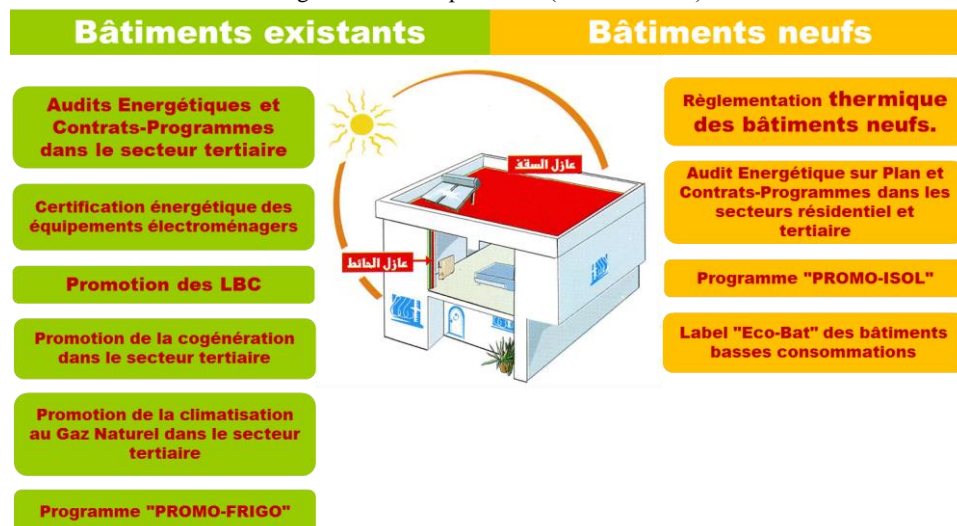 Bâtiments existants
Bâtiments neufs
Audits Energétiques et
Contrats-Programmes
dans le secteur tertiaire
Certification énergétique des
équipements électroménagers
Promotion des LBC
Promotion de la cogénération
dans le secteur tertiaire
Promotion de la climatisation
au Gaz Naturel dans le secteur
tertiaire
Programme "PROMO-FRIGO"
عازل السقف
عازل الحائط
Règlementation thermique
des bâtiments neufs.
Audit Energétique sur Plan et
Contrats-Programmes dans les
secteurs résidentiel et
tertiaire
Programme "PROMO-ISOL"
Label "Eco-Bat" des bâtiments
basses consommations